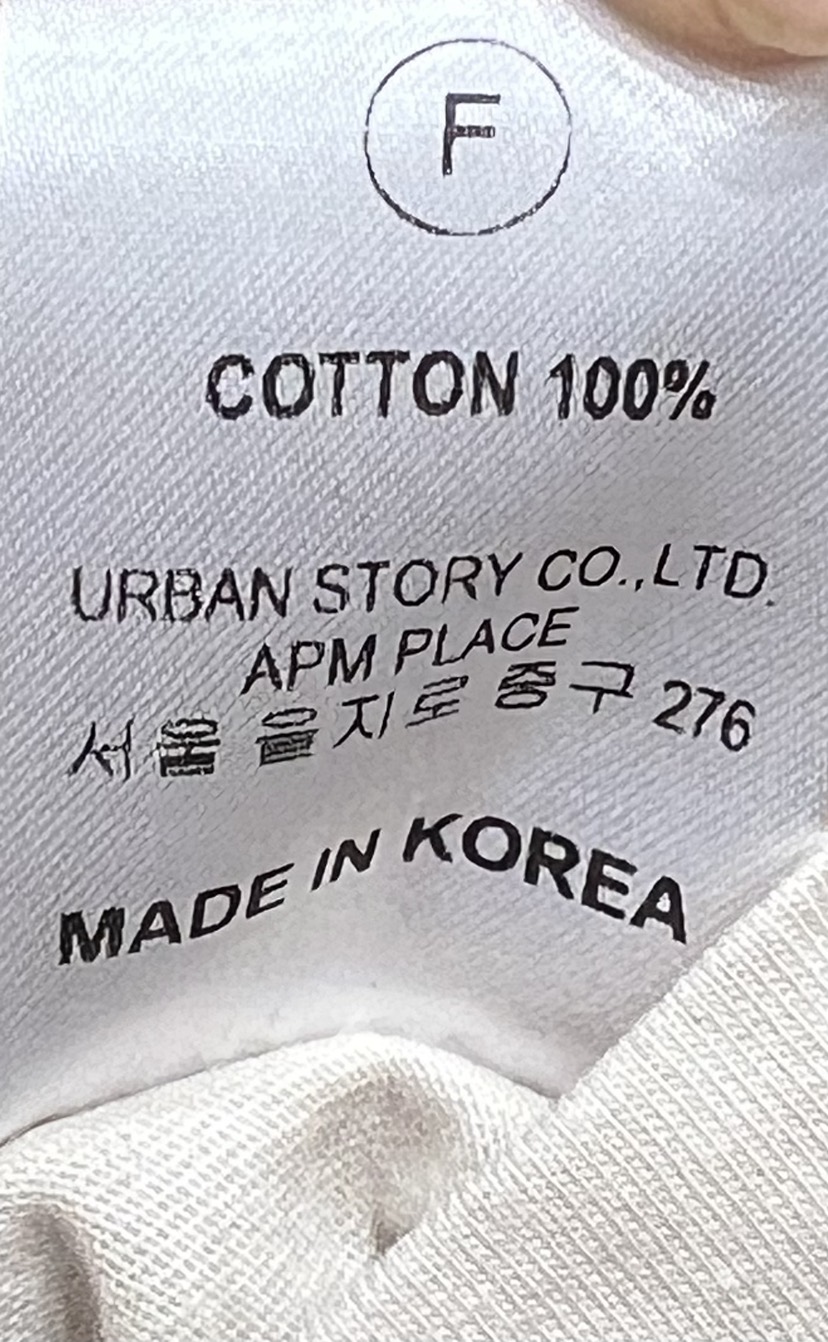 F
COTTON 100%
URBAN STORY CO.,LTD.
APM PLACE
서울 을지로 중구 276
MADE IN KOREA